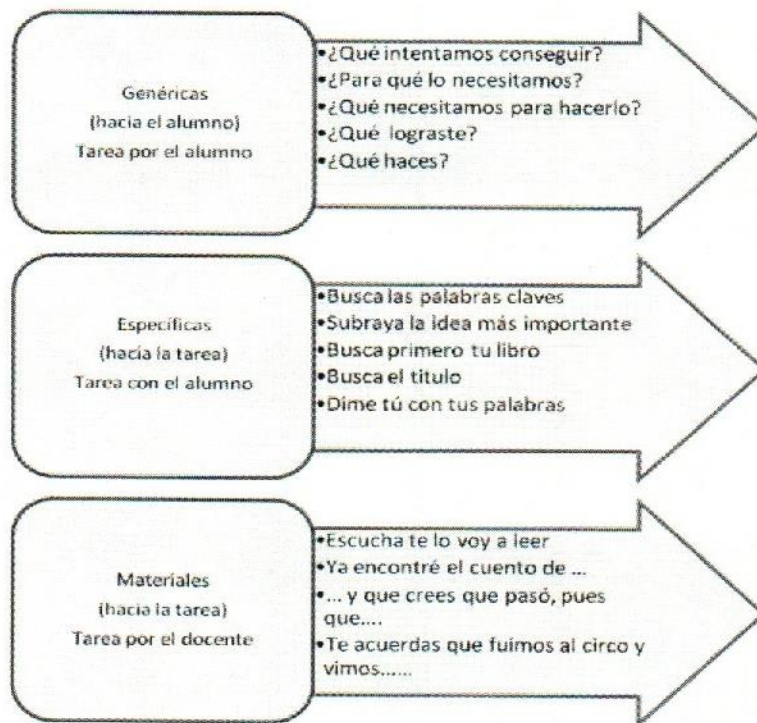 Genéricas
(hacia el alumno)
Tarea por el alumno
•¿Qué intentamos conseguir?
•¿Para qué lo necesitamos?
•¿Qué necesitamos para hacerlo?
•¿Qué lograste?
•¿Qué haces?
Específicas
(hacia la tarea)
Tarea con el alumno
•Busca las palabras claves
•Subraya la idea más importante
•Busca primero tu libro
•Busca el titulo
•Dime tú con tus palabras
Materiales
(hacia la tarea)
Tarea por el docente
•Escucha te lo voy a leer
•Ya encontré el cuento de ...
•... y que crees que pasó, pues
que....
•Te acuerdas que fuimos al circo y
vimos......